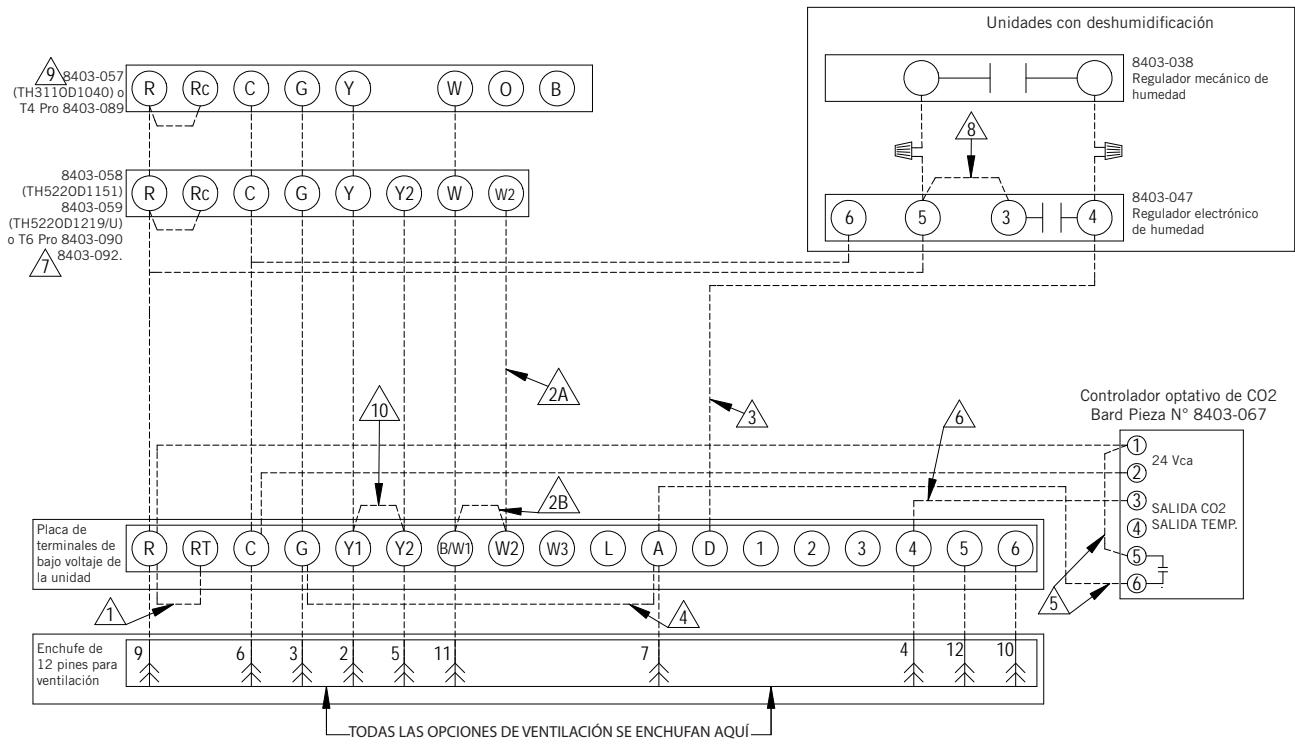 Unidades con deshumidificación
9
8403-057
(TH3110D1040) o
T4 Pro 8403-089
R Rc C G Y W O B
8403-038
Regulador mecánico de
humedad
8
8403-058
(TH522OD1151)
8403-059
(TH522OD1219/U)
o T6 Pro 8403-090
8403-092.
7
R Rc C G Y Y2 W W2
6 5 3 4
8403-047
Regulador electrónico
de humedad
2A
10
3
6
2B
Controlador optativo de CO2
Bard Pieza N° 8403-067
1
24 Vca
2
3
SALIDA CO2
SALIDA TEMP.
4
5
6
5
Placa de
terminales de
bajo voltaje de
la unidad
R RT C G Y1 Y2 B/W1 W2 W3 L A D 1 2 3 4 5 6
1
4
Enchufe de
12 pines para
ventilación
9 6 3 2 5 11 7 4 12 10
TODAS LAS OPCIONES DE VENTILACIÓN SE ENCHUFAN AQUÍ